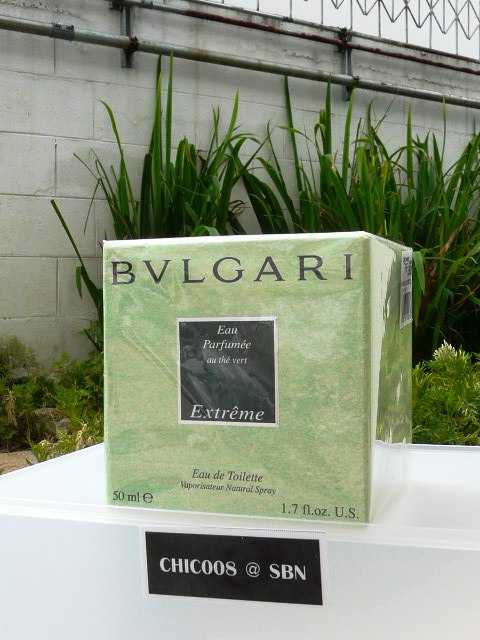 BVLGARI
Eau
Parfumée
au thé vert
Extrême
Eau de Toilette
Vaporisateur Natural Spray
50 ml ℮
1.7 fl.oz. U.S.
CHIC008 @ SBN